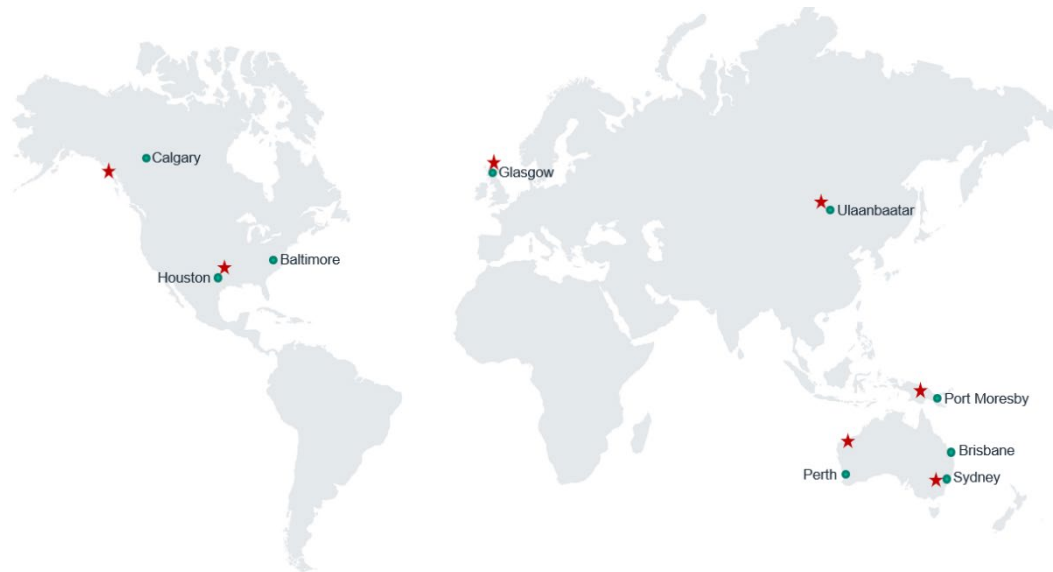 Calgary
Glasgow
Ulaanbaatar
Baltimore
Houston
Port Moresby
Brisbane
Perth
Sydney